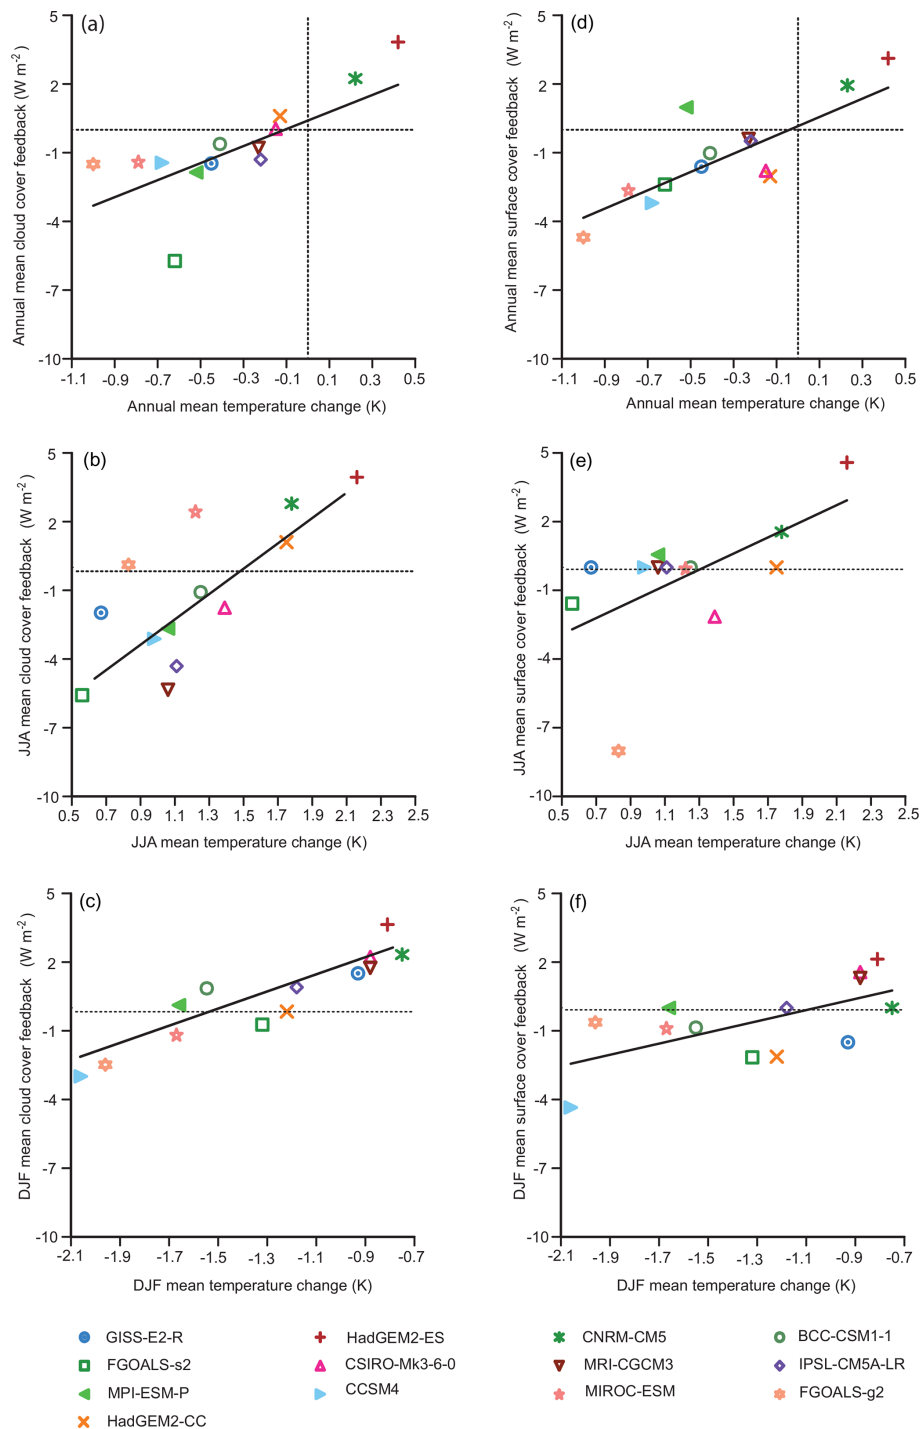 (a)
5
2
-1
-4
-7
-10
-1.1 -0.9 -0.7 -0.5 -0.3 -0.1 0.1 0.3 0.5
Annual mean temperature change (K)
Annual mean cloud cover feedback (W m-2 )
(d)
5
2
-1
-4
-7
-10
-1.1 -0.9 -0.7 -0.5 -0.3 -0.1 0.1 0.3 0.5
Annual mean temperature change (K)
Annual mean surface cover feedback (W m-2 )
(b)
5
2
-1
-4
-7
-10
0.5 0.7 0.9 1.1 1.3 1.5 1.7 1.9 2.1 2.3 2.5
JJA mean temperature change (K)
JJA mean cloud cover feedback (W m-2 )
(e)
5
2
-1
-4
-7
-10
0.5 0.7 0.9 1.1 1.3 1.5 1.7 1.9 2.1 2.2 2.5
JJA mean temperature change (K)
JJA mean surface cover feedback (W m-2 )
(c)
5
2
-1
-4
-7
-10
-2.1 -1.9 -1.7 -1.5 -1.3 -1.1 -0.9 -0.7
DJF mean temperature change (K)
DJF mean cloud cover feedback (W m-2 )
(f)
5
2
-1
-4
-7
-10
-2.1 -1.9 -1.7 -1.5 -1.3 -1.1 -0.9 -0.7
DJF mean temperature change (K)
DJF mean surface cover feedback (W m-2 )
GISS-E2-R
FGOALS-s2
MPI-ESM-P
HadGEM2-CC
HadGEM2-ES
CSIRO-Mk3-6-0
CCSM4
CNRM-CM5
MRI-CGCM3
MIROC-ESM
BCC-CSM1-1
IPSL-CM5A-LR
FGOALS-g2